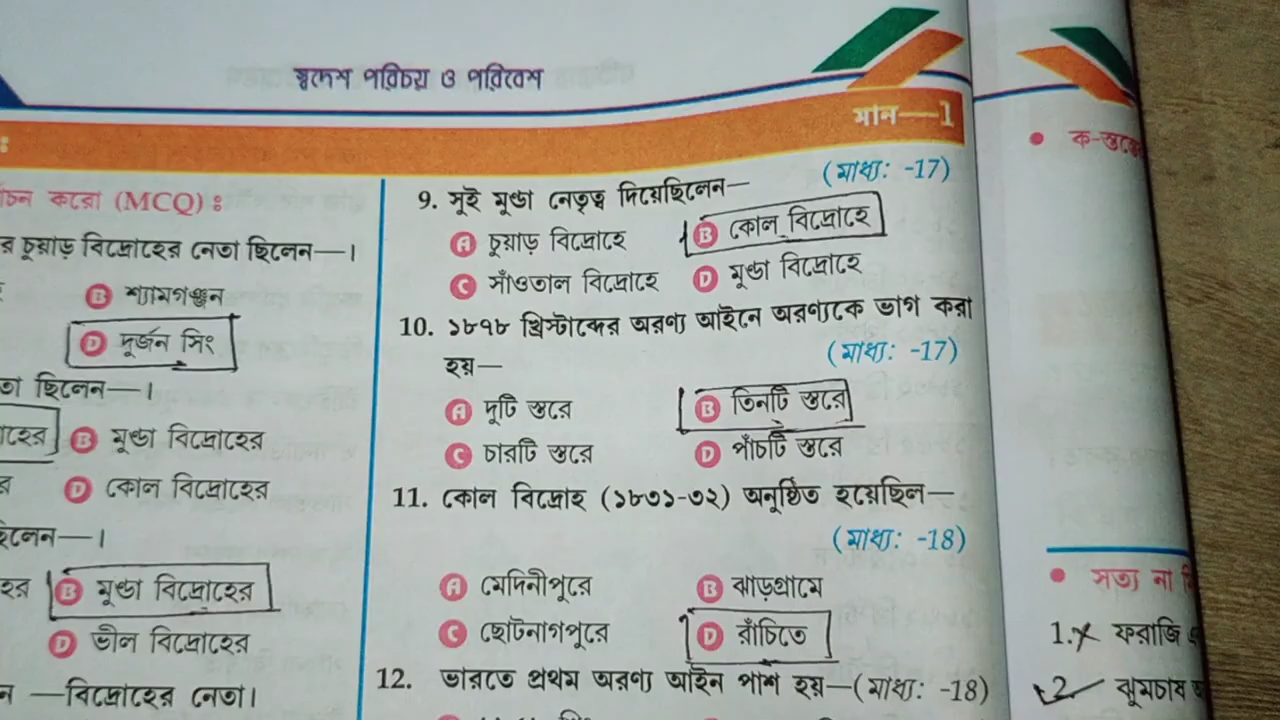 স্বদেশ পরিচয় ও পরিবেশ
মান—1
চন করো (MCQ) :
র চুয়াড় বিদ্রোহের নেতা ছিলেন—।
B শ্যামগঞ্জন
D দুর্জন সিং
তা ছিলেন—।
হের B মুন্ডা বিদ্রোহের
D কোল বিদ্রোহের
ছিলেন—।
হের B মুন্ডা বিদ্রোহের
D ভীল বিদ্রোহের
ন —বিদ্রোহের নেতা।
9. সুই মুন্ডা নেতৃত্ব দিয়েছিলেন— (মাধ্য: -17)
A চুয়াড় বিদ্রোহে B কোল বিদ্রোহে
C সাঁওতাল বিদ্রোহে D মুন্ডা বিদ্রোহে
10. ১৮৭৮ খ্রিস্টাব্দের অরণ্য আইনে অরণ্যকে ভাগ করা
হয়— (মাধ্য: -17)
A দুটি স্তরে B তিনটি স্তরে
C চারটি স্তরে D পাঁচটি স্তরে
11. কোল বিদ্রোহ (১৮৩১-৩২) অনুষ্ঠিত হয়েছিল—
(মাধ্য: -18)
A মেদিনীপুরে B ঝাড়গ্রামে
C ছোটনাগপুরে D রাঁচিতে
12. ভারতে প্রথম অরণ্য আইন পাশ হয়—(মাধ্য: -18)
● ক-স্তম্ভে
● সত্য না
1. ফরাজি
2 ঝুমচাষ